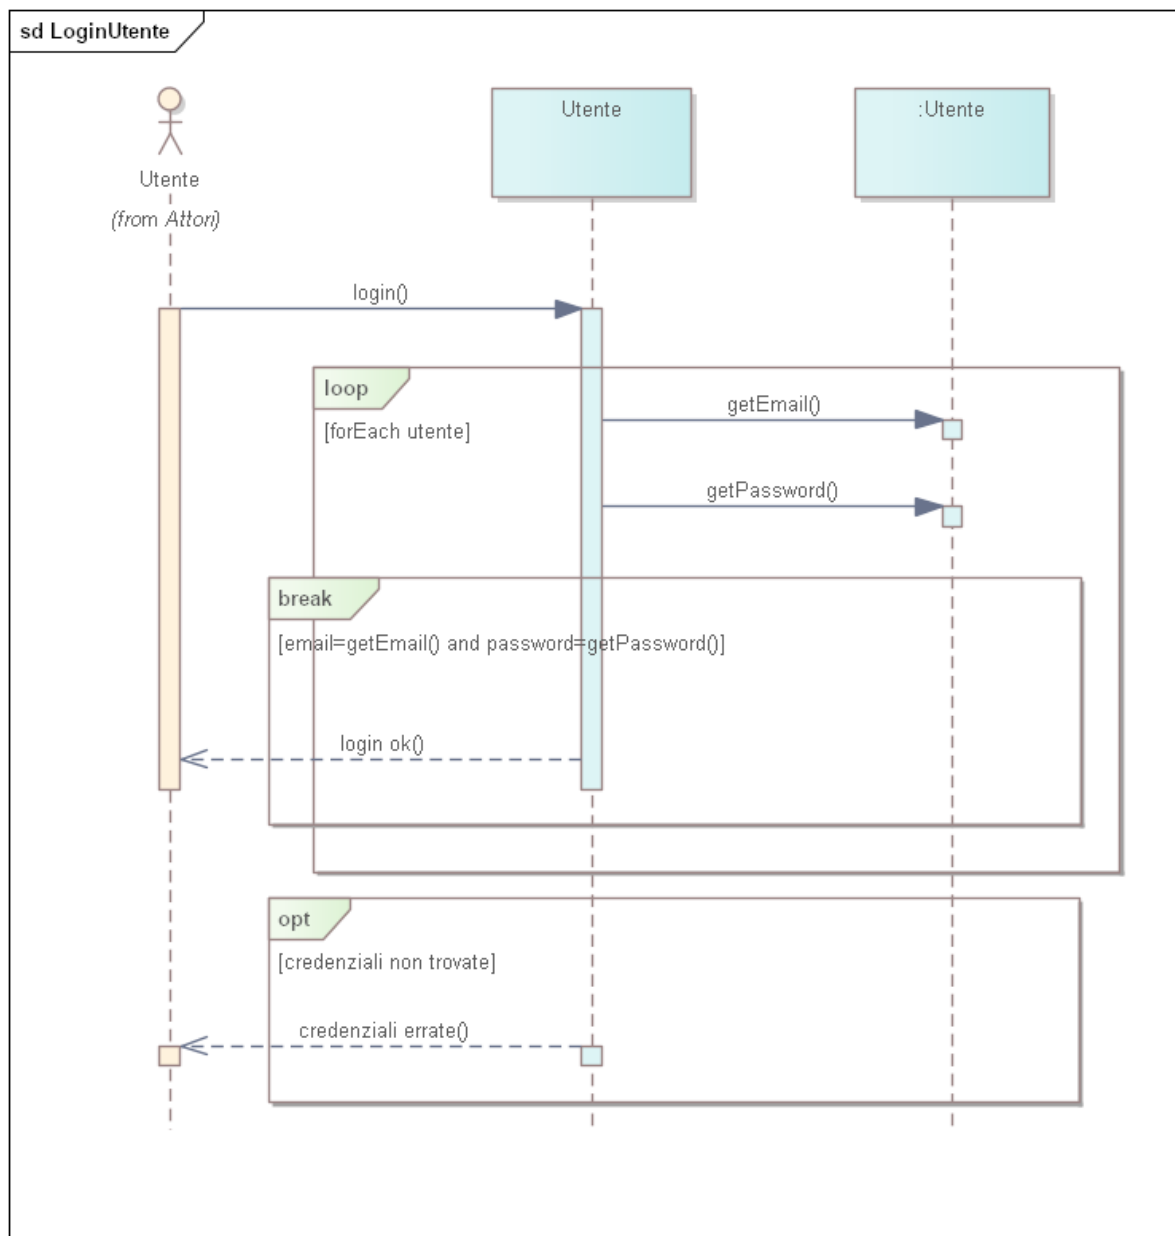 sd LoginUtente
Utente
(from Attori)
Utente
:Utente
login()
loop
[forEach utente]
getEmail()
getPassword()
break
[email=getEmail() and password=getPassword()]
login ok()
opt
[credenziali non trovate]
credenziali errate()